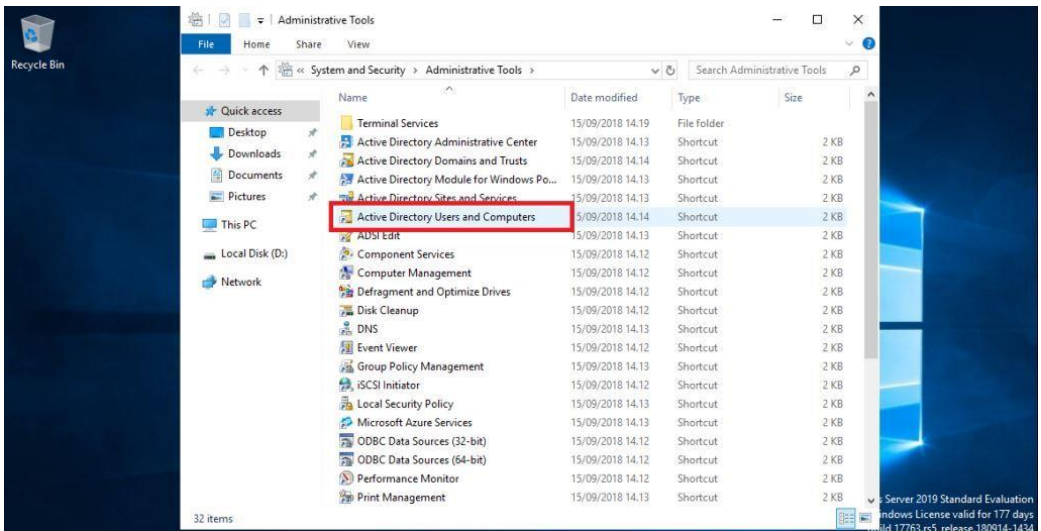 Administrative Tools
File Home Share View
Recycle Bin
« System and Security › Administrative Tools ›
Search Administrative Tools
Name Date modified Type Size
Quick access
Desktop
Downloads
Documents
Pictures
This PC
Local Disk (D:)
Network
Terminal Services 15/09/2018 14.19 File folder
Active Directory Administrative Center 15/09/2018 14.13 Shortcut 2 KB
Active Directory Domains and Trusts 15/09/2018 14.14 Shortcut 2 KB
Active Directory Module for Windows Po... 15/09/2018 14.13 Shortcut 2 KB
Active Directory Sites and Services 15/09/2018 14.13 Shortcut 2 KB
Active Directory Users and Computers 5/09/2018 14.14 Shortcut 2 KB
ADSI Edit 15/09/2018 14.13 Shortcut 2 KB
Component Services 15/09/2018 14.12 Shortcut 2 KB
Computer Management 15/09/2018 14.12 Shortcut 2 KB
Defragment and Optimize Drives 15/09/2018 14.12 Shortcut 2 KB
Disk Cleanup 15/09/2018 14.12 Shortcut 2 KB
DNS 15/09/2018 14.13 Shortcut 2 KB
Event Viewer 15/09/2018 14.12 Shortcut 2 KB
Group Policy Management 15/09/2018 14.13 Shortcut 2 KB
iSCSI Initiator 15/09/2018 14.12 Shortcut 2 KB
Local Security Policy 15/09/2018 14.13 Shortcut 2 KB
Microsoft Azure Services 15/09/2018 14.13 Shortcut 2 KB
ODBC Data Sources (32-bit) 15/09/2018 14.12 Shortcut 2 KB
ODBC Data Sources (64-bit) 15/09/2018 14.12 Shortcut 2 KB
Performance Monitor 15/09/2018 14.12 Shortcut 2 KB
Print Management 15/09/2018 14.13 Shortcut 2 KB
32 items
s Server 2019 Standard Evaluation
indows License valid for 177 days
ild 17763.rs5_release.180914-1434